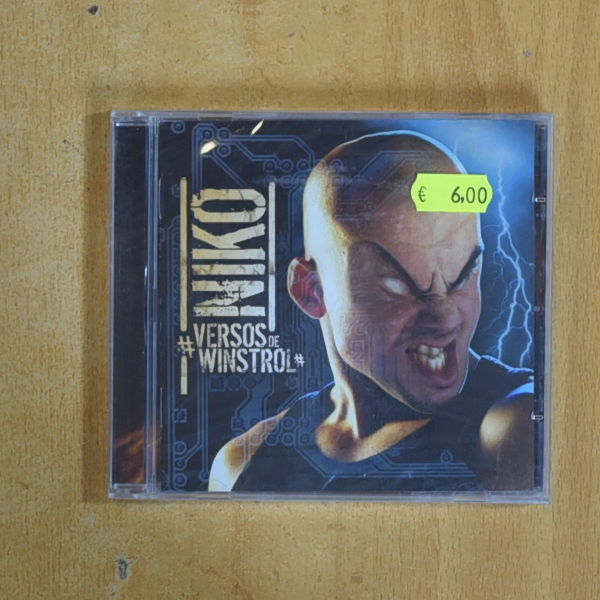 € 6,00
NIKO
#VERSOS DE
WINSTROL#